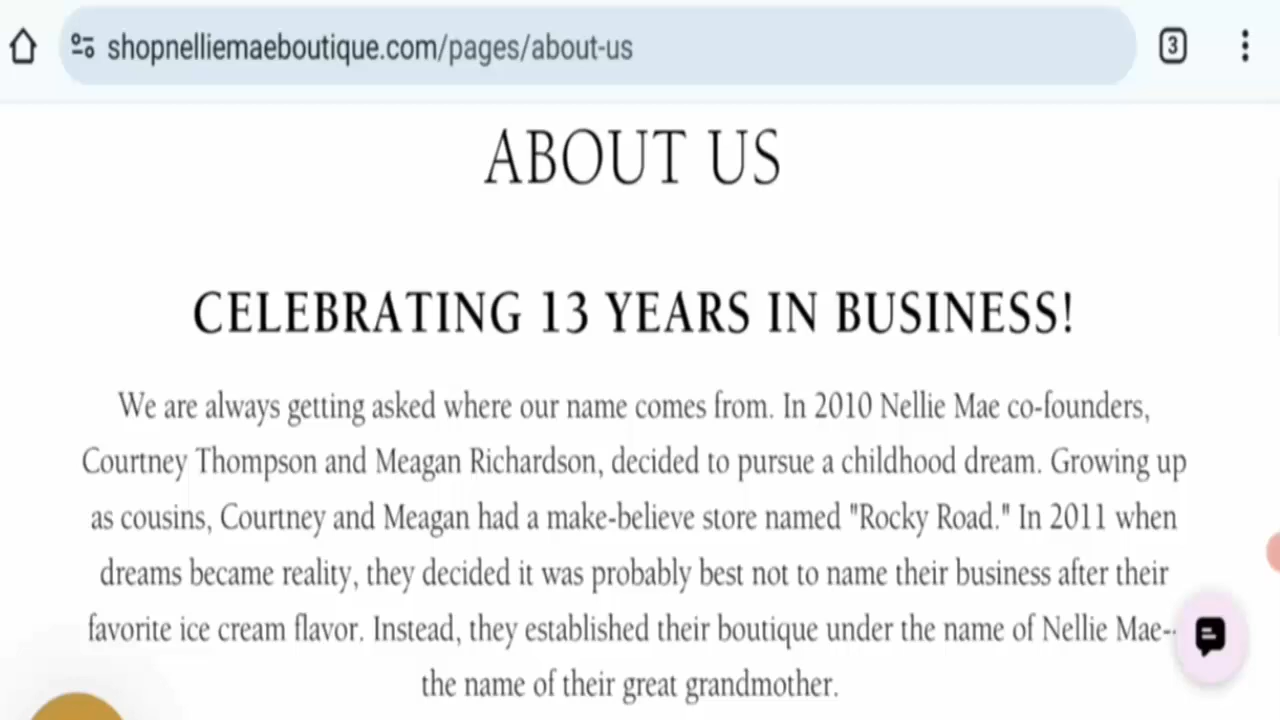 shopnelliemaeboutique.com/pages/about-us
3
ABOUT US
CELEBRATING 13 YEARS IN BUSINESS!
We are always getting asked where our name comes from. In 2010 Nellie Mae co-founders,
Courtney Thompson and Meagan Richardson, decided to pursue a childhood dream. Growing up
as cousins, Courtney and Meagan had a make-believe store named "Rocky Road." In 2011 when
dreams became reality, they decided it was probably best not to name their business after their
favorite ice cream flavor. Instead, they established their boutique under the name of Nellie Mae--
the name of their great grandmother.